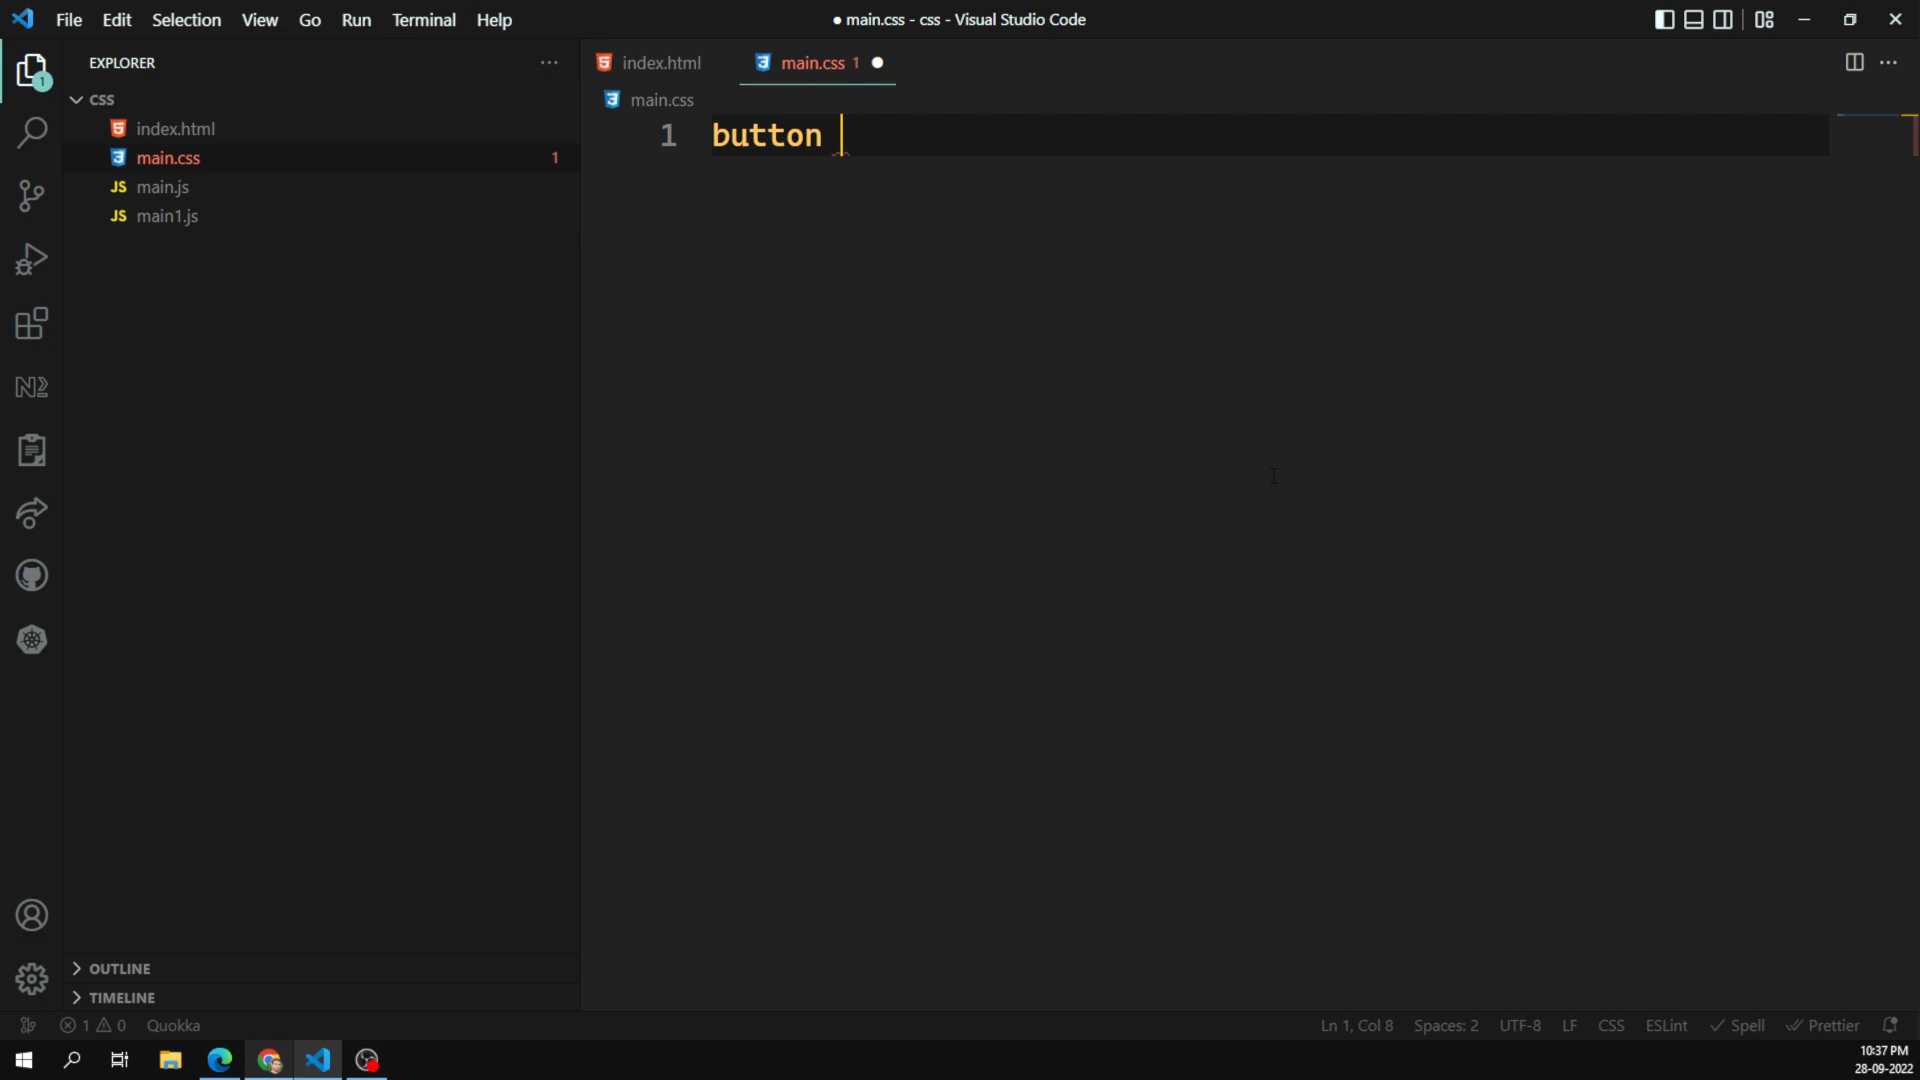 File Edit Selection View Go Run Terminal Help
● main.css - css - Visual Studio Code
EXPLORER
index.html
main.css 1
1
CSS
main.css
index.html
main.css 1
JS main.js
JS main1.js
1 button
OUTLINE
TIMELINE
1 0 Quokka
Ln 1, Col 8 Spaces: 2 UTF-8 LF CSS ESLint Spell Prettier
10:37 PM
28-09-2022